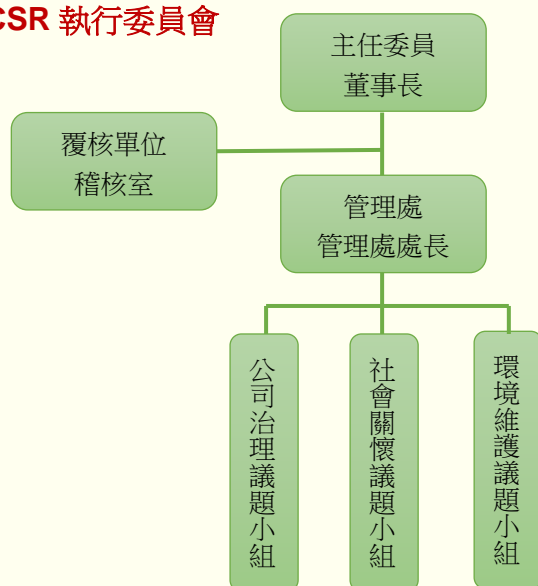 CSR 執行委員會
主任委員
董事長
覆核單位
稽核室
管理處
管理處處長
公司治理議題小組
社會關懷議題小組
環境維護議題小組